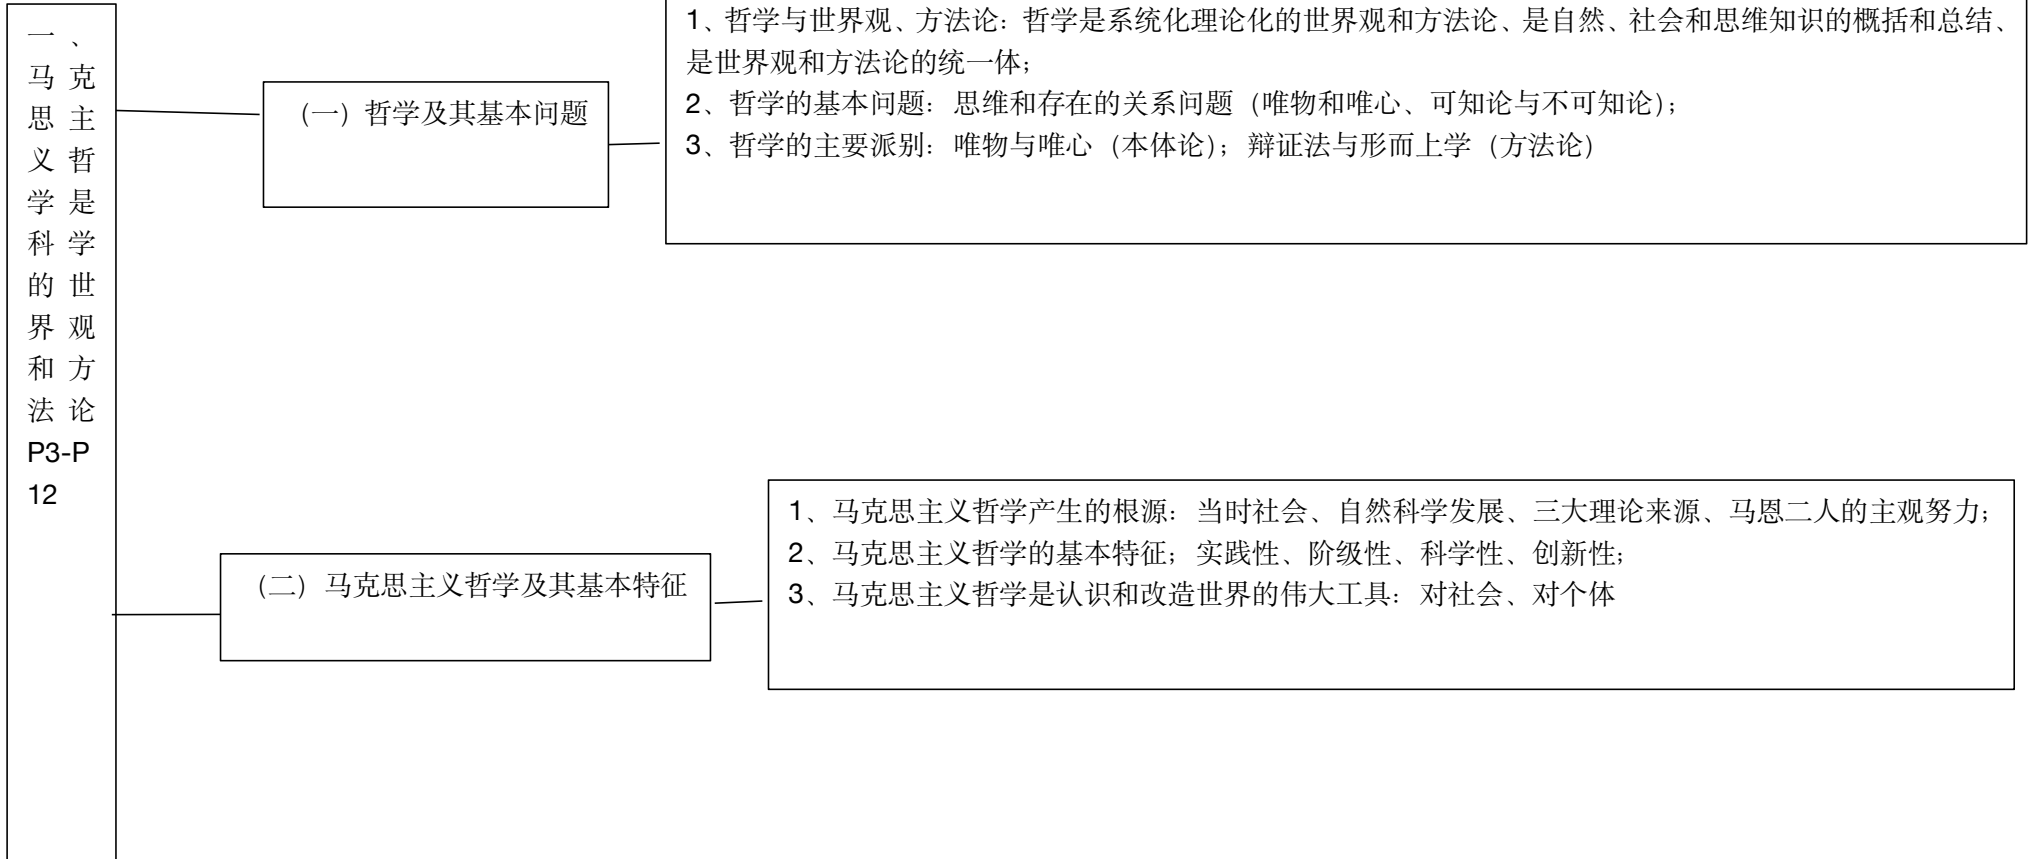 一、
马克
思主
义哲
学是
科学
的世
界观
和方
法论
P3-P
12
（一）哲学及其基本问题
1、哲学与世界观、方法论：哲学是系统化理论化的世界观和方法论、是自然、社会和思维知识的概括和总结、
是世界观和方法论的统一体；
2、哲学的基本问题：思维和存在的关系问题（唯物和唯心、可知论与不可知论）；
3、哲学的主要派别：唯物与唯心（本体论）；辩证法与形而上学（方法论）
（二）马克思主义哲学及其基本特征
1、马克思主义哲学产生的根源：当时社会、自然科学发展、三大理论来源、马恩二人的主观努力；
2、马克思主义哲学的基本特征；实践性、阶级性、科学性、创新性；
3、马克思主义哲学是认识和改造世界的伟大工具：对社会、对个体